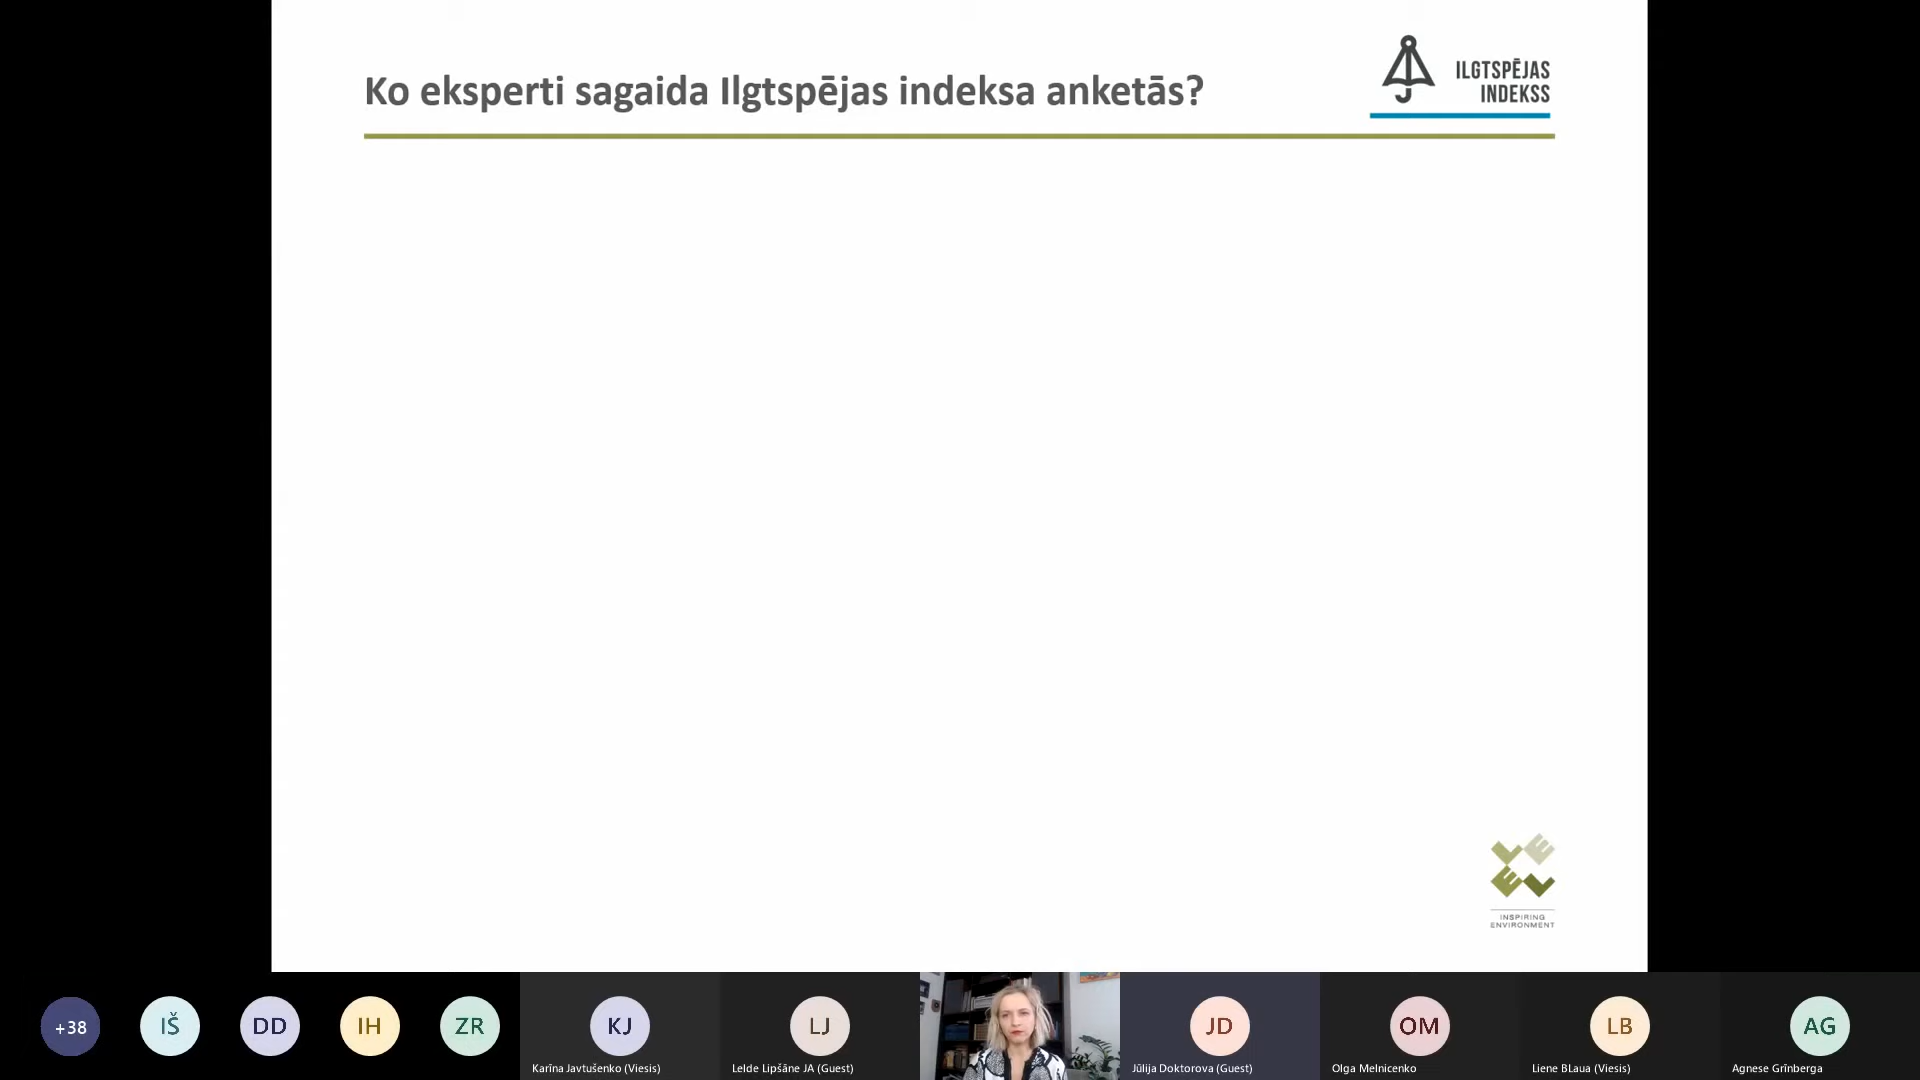 Ko eksperti sagaida Ilgtspējas indeksa anketās?
ILGTSPĒJAS
INDEKSS
INSPIRING
ENVIRONMENT
+38
IŠ
DD
IH
ZR
KJ
Karīna Javtušenko (Viesis)
LJ
Lelde Lipšāne JA (Guest)
JD
Jūlija Doktorova (Guest)
OM
Olga Melnicenko
LB
Liene BLaua (Viesis)
AG
Agnese Grīnberga